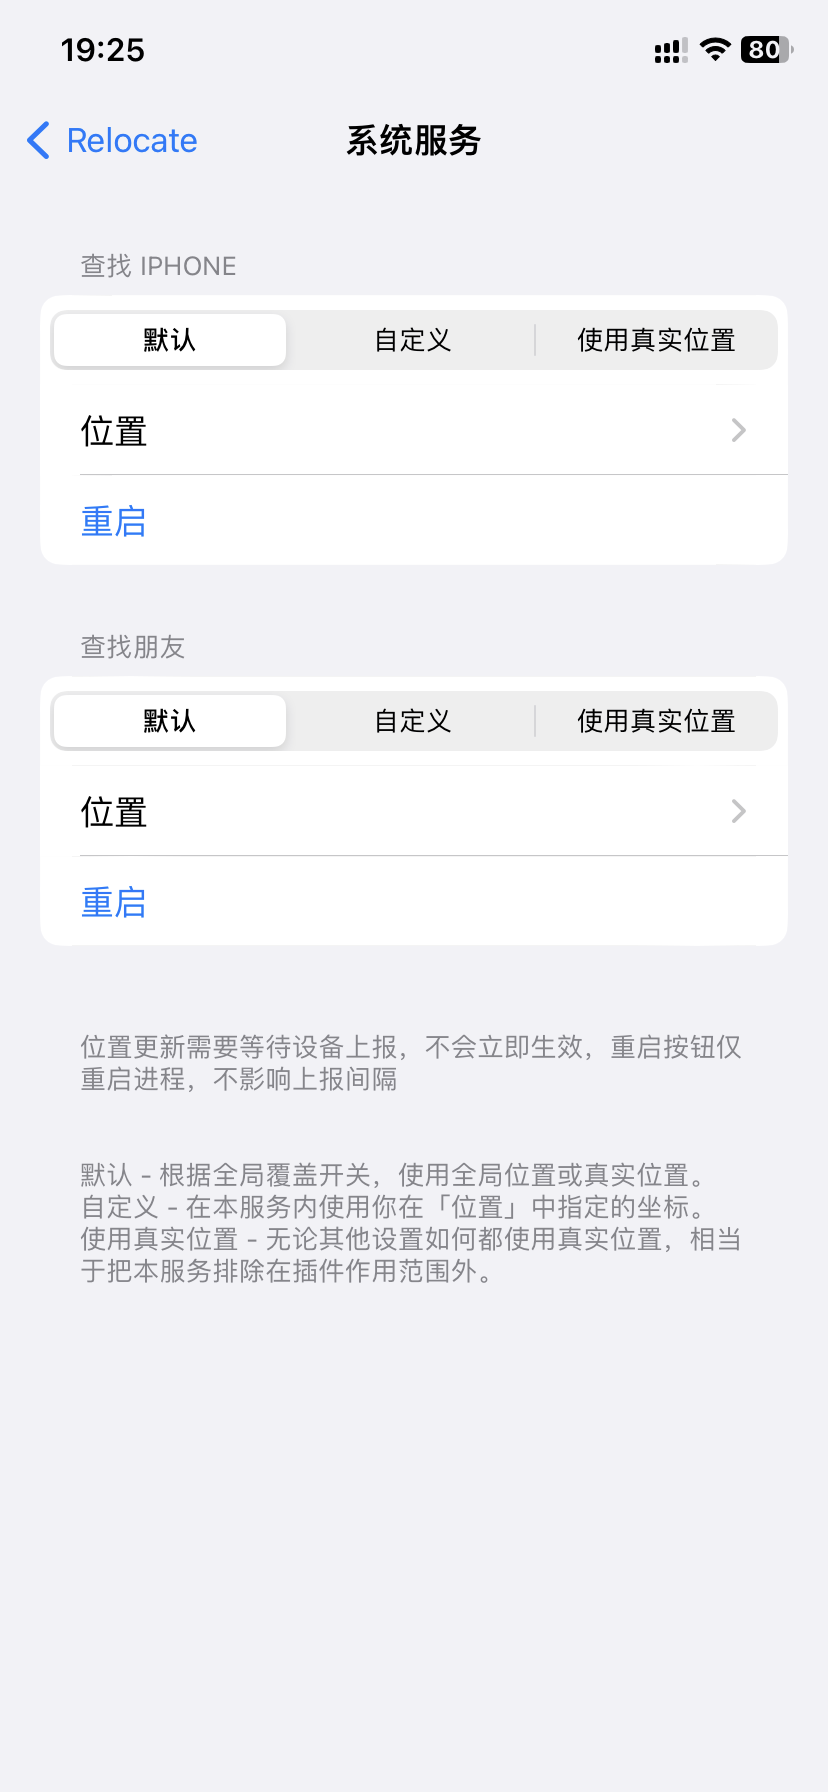 19:25
80
Relocate
系统服务
查找 IPHONE
默认
自定义
使用真实位置
位置
重启
查找朋友
默认
自定义
使用真实位置
位置
重启
位置更新需要等待设备上报，不会立即生效，重启按钮仅
重启进程，不影响上报间隔
默认 - 根据全局覆盖开关，使用全局位置或真实位置。
自定义 - 在本服务内使用你在「位置」中指定的坐标。
使用真实位置 - 无论其他设置如何都使用真实位置，相当
于把本服务排除在插件作用范围外。